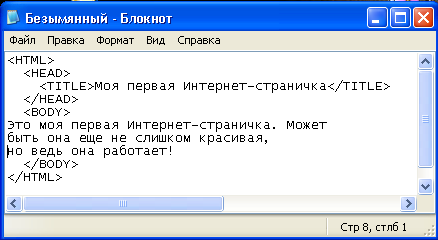 Безымянный - Блокнот
Файл Правка Формат Вид Справка
<HTML>
<HEAD>
<TITLE>Моя первая Интернет-страничка</TITLE>
</HEAD>
<BODY>
Это моя первая Интернет-страничка. Может
быть она еще не слишком красивая,
но ведь она работает!
</BODY>
</HTML>
Стр 8, стлб 1